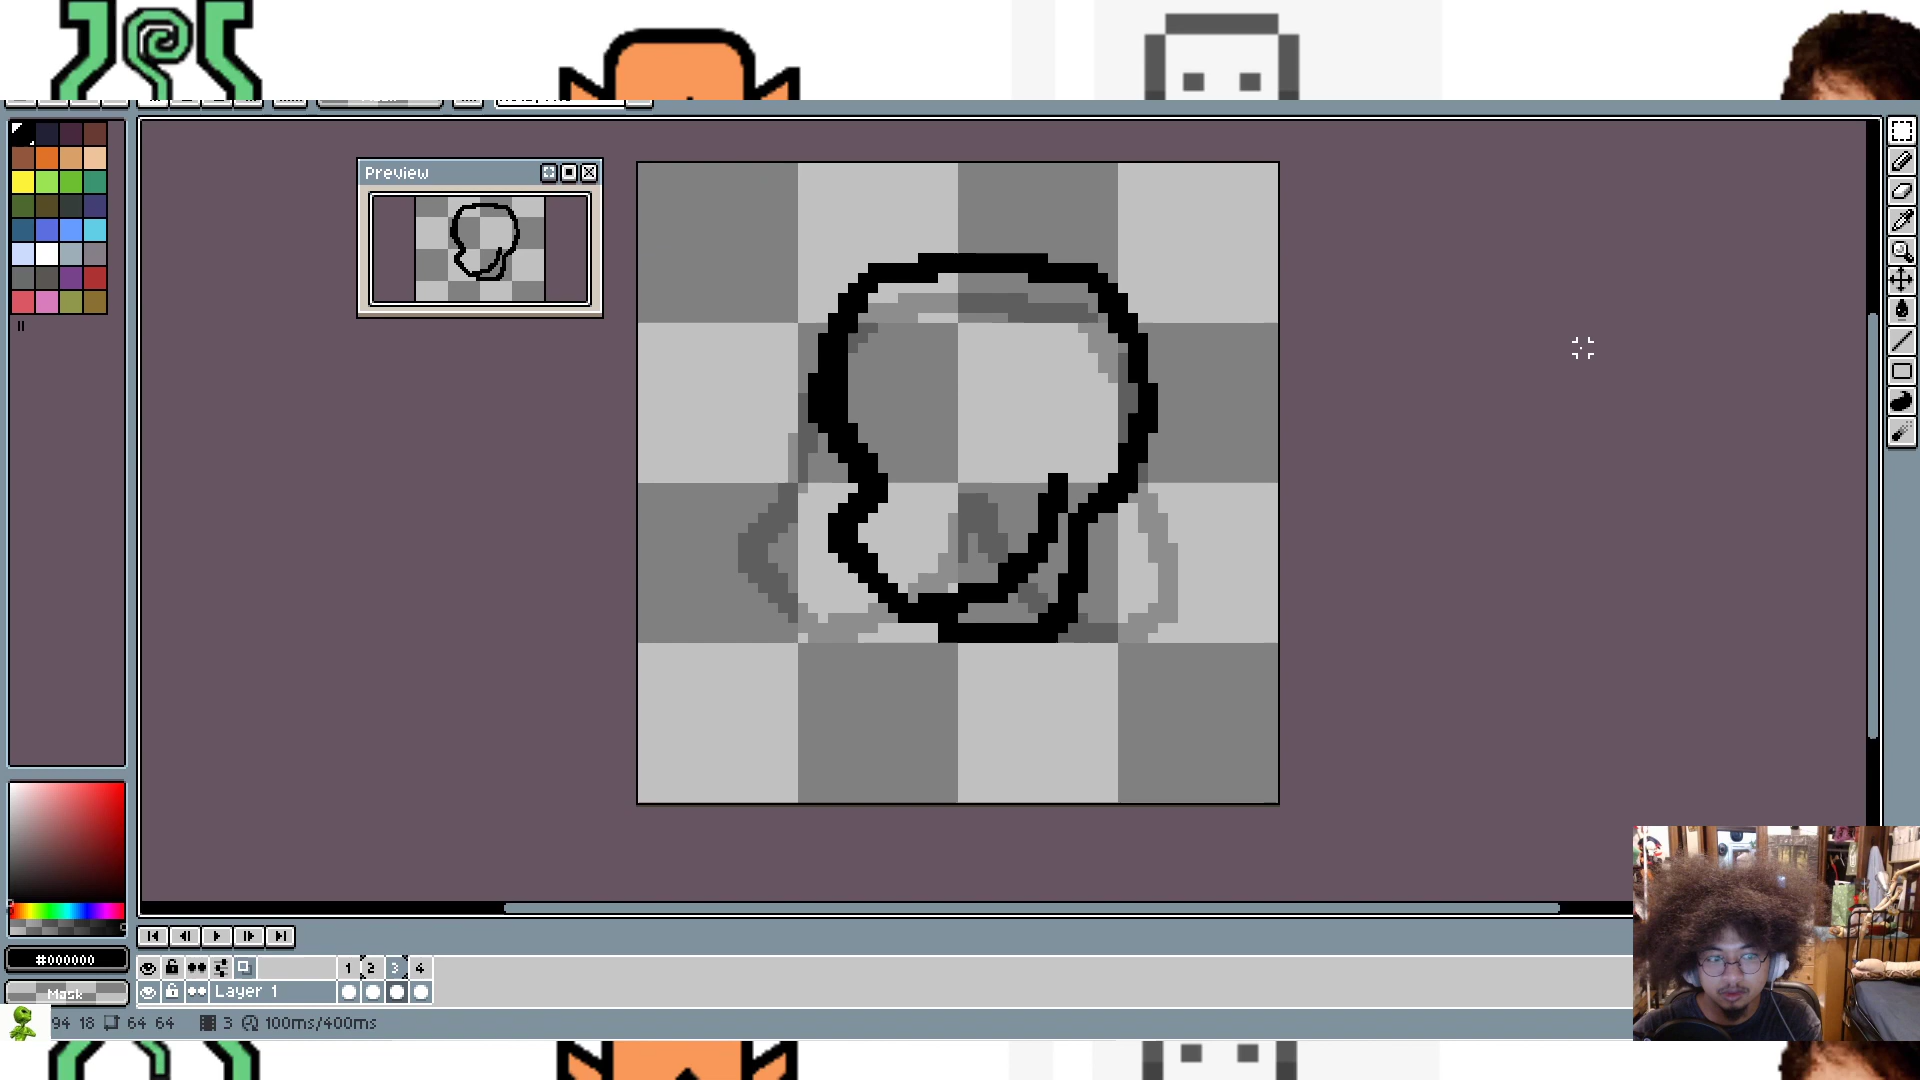 Preview
#000000
Mask
1 2 3 4
Layer 1
94 18 64 64 3 100ms/400ms